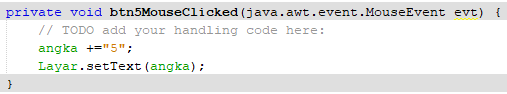 private void btn5MouseClicked(java.awt.event.MouseEvent evt) {
// TODO add your handling code here:
angka +="5";
Layar.setText(angka);
}